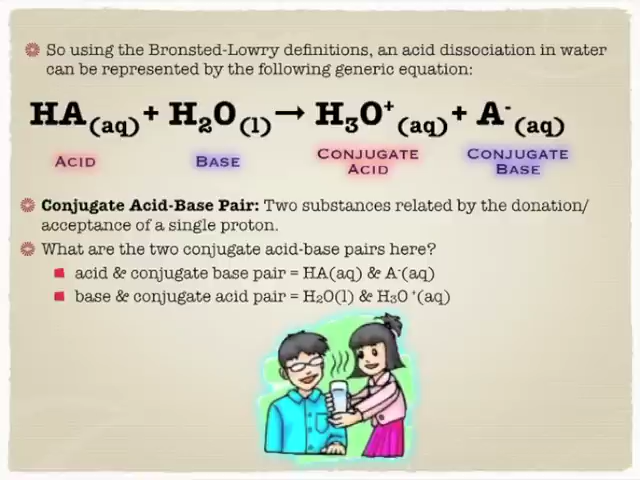 So using the Bronsted-Lowry definitions, an acid dissociation in water
can be represented by the following generic equation:
HA(aq) + H₂O(l) → H₃O⁺(aq) + A⁻(aq)
ACID BASE CONJUGATE ACID CONJUGATE BASE
Conjugate Acid-Base Pair: Two substances related by the donation/
acceptance of a single proton.
What are the two conjugate acid-base pairs here?
acid & conjugate base pair = HA(aq) & A⁻(aq)
base & conjugate acid pair = H₂O(l) & H₃O⁺(aq)